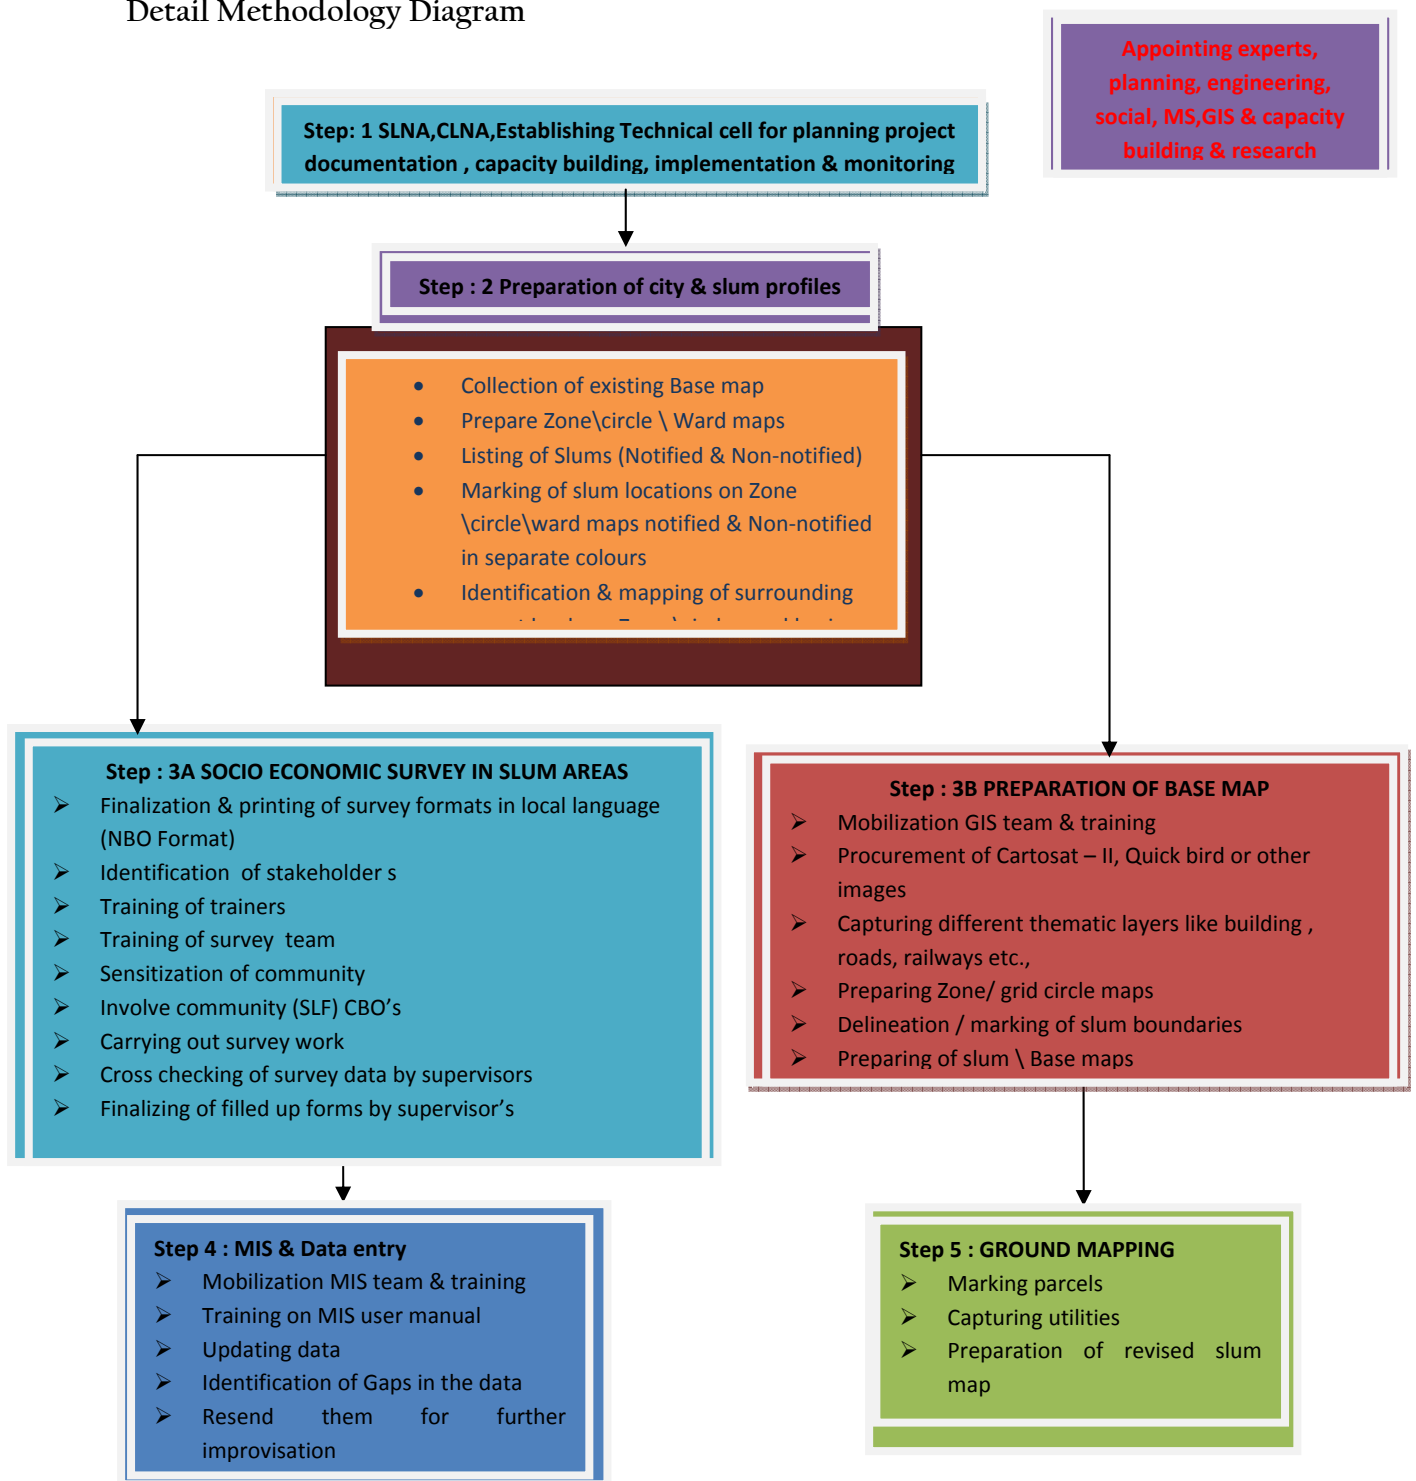 Detail Methodology Diagram
Appointing experts,
planning, engineering,
social, MS,GIS & capacity
building & research
Step: 1 SLNA,CLNA,Establishing Technical cell for planning project
documentation , capacity building, implementation & monitoring
Step : 2 Preparation of city & slum profiles
• Collection of existing Base map
• Prepare Zone\circle \ Ward maps
• Listing of Slums (Notified & Non-notified)
• Marking of slum locations on Zone
\circle\ward maps notified & Non-notified
in separate colours
• Identification & mapping of surrounding
Step : 3A SOCIO ECONOMIC SURVEY IN SLUM AREAS
➢ Finalization & printing of survey formats in local language
(NBO Format)
➢ Identification of stakeholder s
➢ Training of trainers
➢ Training of survey team
➢ Sensitization of community
➢ Involve community (SLF) CBO’s
➢ Carrying out survey work
➢ Cross checking of survey data by supervisors
➢ Finalizing of filled up forms by supervisor’s
Step : 3B PREPARATION OF BASE MAP
➢ Mobilization GIS team & training
➢ Procurement of Cartosat – II, Quick bird or other
images
➢ Capturing different thematic layers like building ,
roads, railways etc.,
➢ Preparing Zone/ grid circle maps
➢ Delineation / marking of slum boundaries
➢ Preparing of slum \ Base maps
Step 4 : MIS & Data entry
➢ Mobilization MIS team & training
➢ Training on MIS user manual
➢ Updating data
➢ Identification of Gaps in the data
➢ Resend them for further
improvisation
Step 5 : GROUND MAPPING
➢ Marking parcels
➢ Capturing utilities
➢ Preparation of revised slum
map